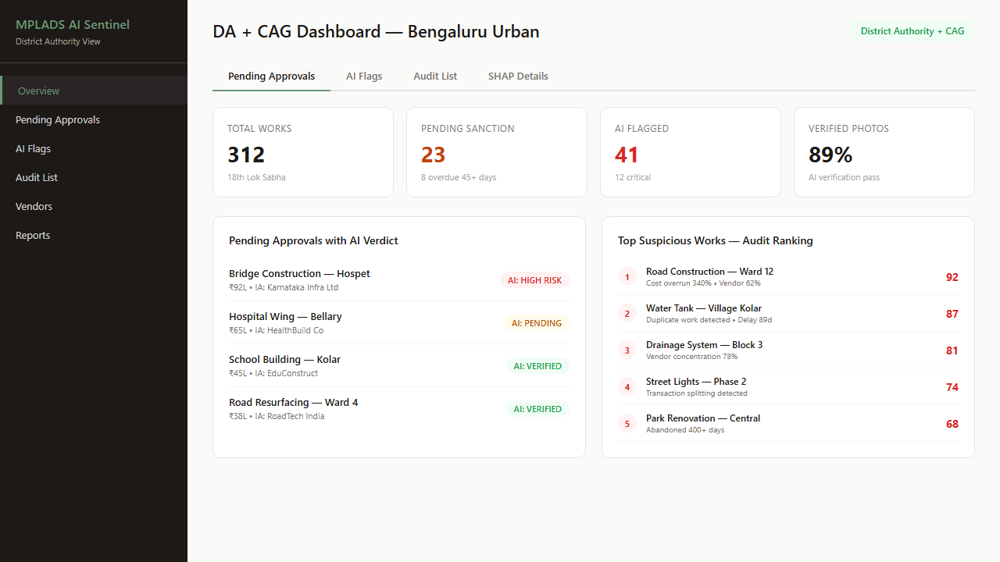 MPLADS AI Sentinel
District Authority View
Overview
Pending Approvals
AI Flags
Audit List
Vendors
Reports
DA + CAG Dashboard — Bengaluru Urban
District Authority + CAG
Pending Approvals
AI Flags
Audit List
SHAP Details
TOTAL WORKS
312
18th Lok Sabha
PENDING SANCTION
23
8 overdue 45+ days
AI FLAGGED
41
12 critical
VERIFIED PHOTOS
89%
AI verification pass
Pending Approvals with AI Verdict
Bridge Construction — Hospet
₹92L • IA: Karnataka Infra Ltd
AI: HIGH RISK
Hospital Wing — Bellary
₹65L • IA: HealthBuild Co
AI: PENDING
School Building — Kolar
₹45L • IA: EduConstruct
AI: VERIFIED
Road Resurfacing — Ward 4
₹38L • IA: RoadTech India
AI: VERIFIED
Top Suspicious Works — Audit Ranking
1
Road Construction — Ward 12
Cost overrun 340% • Vendor 62%
92
2
Water Tank — Village Kolar
Duplicate work detected • Delay 89d
87
3
Drainage System — Block 3
Vendor concentration 78%
81
4
Street Lights — Phase 2
Transaction splitting detected
74
5
Park Renovation — Central
Abandoned 400+ days
68